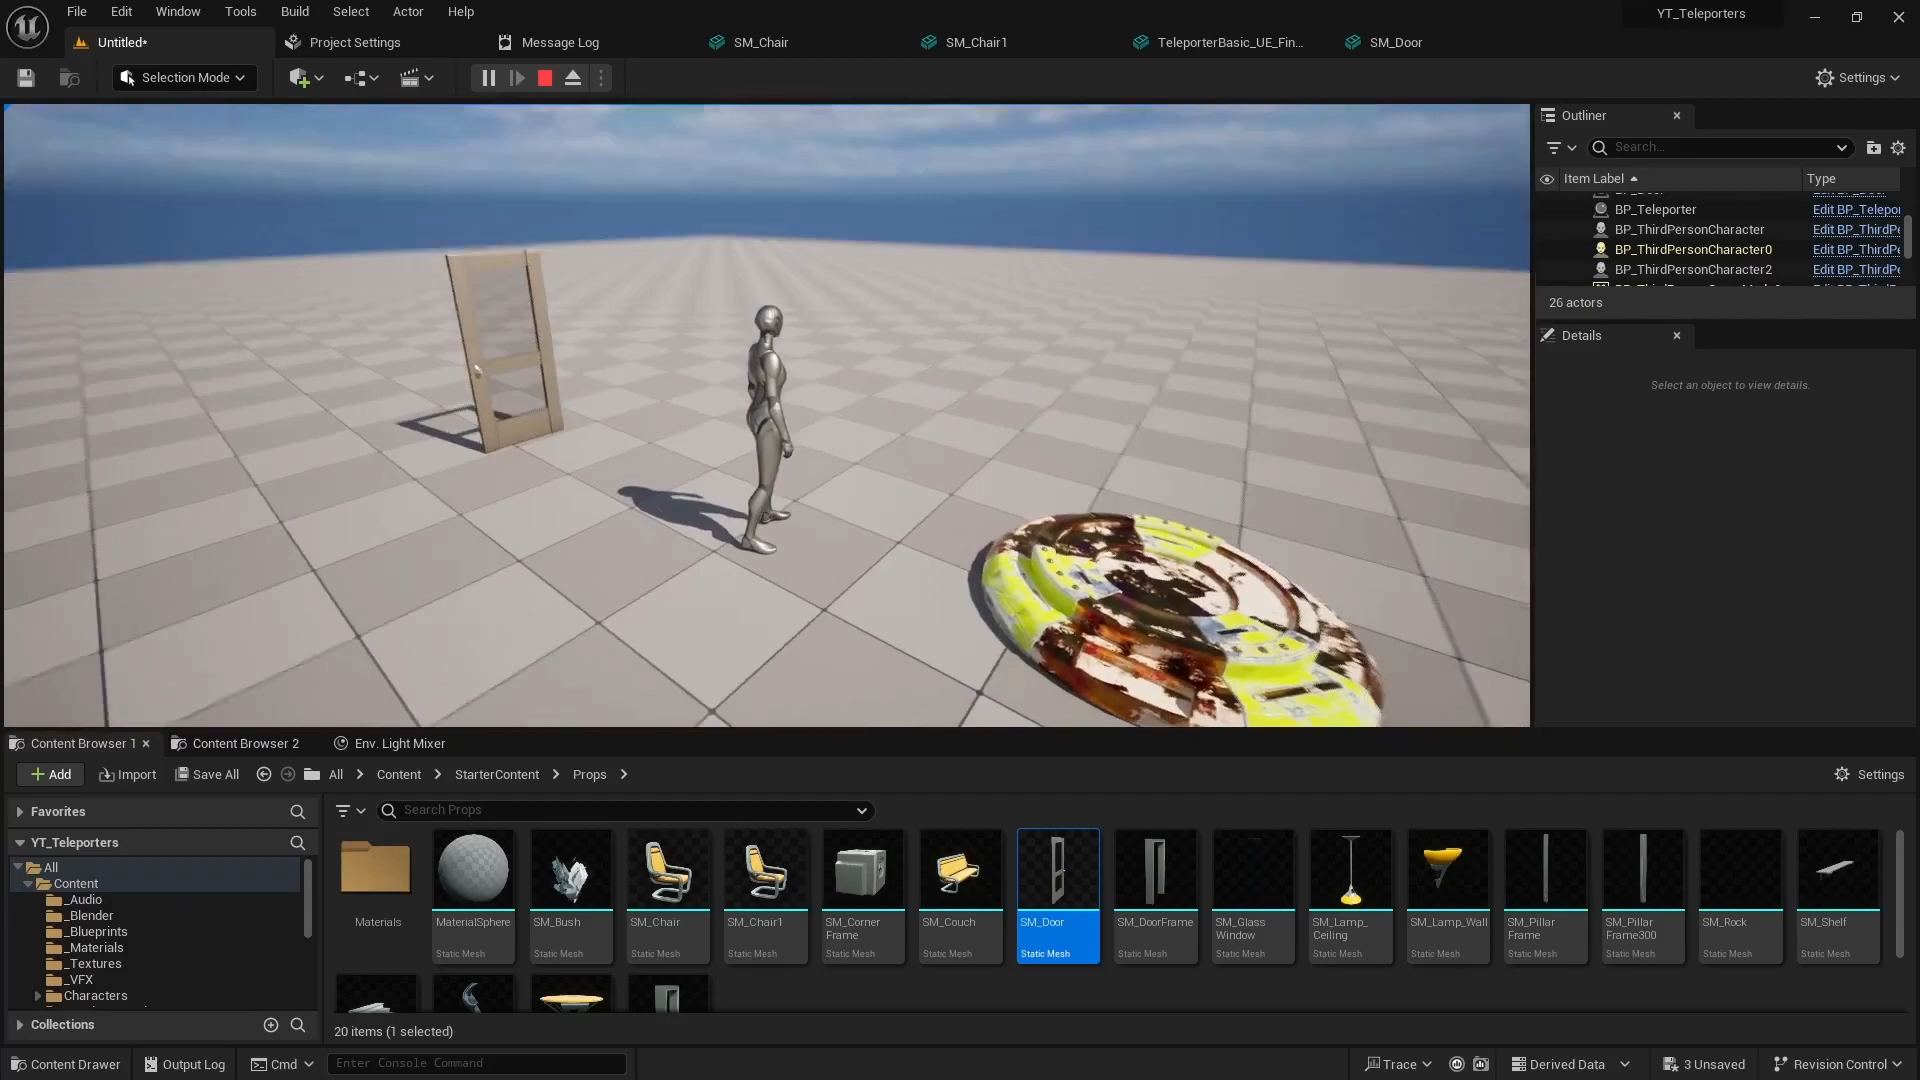 File Edit Window Tools Build Select Actor Help
YT_Teleporters
Untitled*
Project Settings
Message Log
SM_Chair
SM_Chair1
TeleporterBasic_UE_Fin...
SM_Door
Selection Mode
Settings
Outliner
Search...
Item Label
Type
BP_Teleporter
Edit BP_Telepor
BP_ThirdPersonCharacter
Edit BP_ThirdPe
BP_ThirdPersonCharacter0
Edit BP_ThirdPe
BP_ThirdPersonCharacter2
Edit BP_ThirdPe
26 actors
Details
Select an object to view details.
Content Browser 1
Content Browser 2
Env. Light Mixer
Add
Import
Save All
All
Content
StarterContent
Props
Settings
Favorites
Search Props
YT_Teleporters
All
Content
_Audio
_Blender
_Blueprints
_Materials
_Textures
_VFX
Characters
Collections
Materials
MaterialSphere
Static Mesh
SM_Bush
Static Mesh
SM_Chair
Static Mesh
SM_Chair1
Static Mesh
SM_Corner
Frame
Static Mesh
SM_Couch
Static Mesh
SM_Door
Static Mesh
SM_DoorFrame
Static Mesh
SM_Glass
Window
Static Mesh
SM_Lamp_
Ceiling
Static Mesh
SM_Lamp_Wall
Static Mesh
SM_Pillar
Frame
Static Mesh
SM_Pillar
Frame300
Static Mesh
SM_Rock
Static Mesh
SM_Shelf
Static Mesh
20 items (1 selected)
Content Drawer
Output Log
Cmd
Enter Console Command
Trace
Derived Data
3 Unsaved
Revision Control